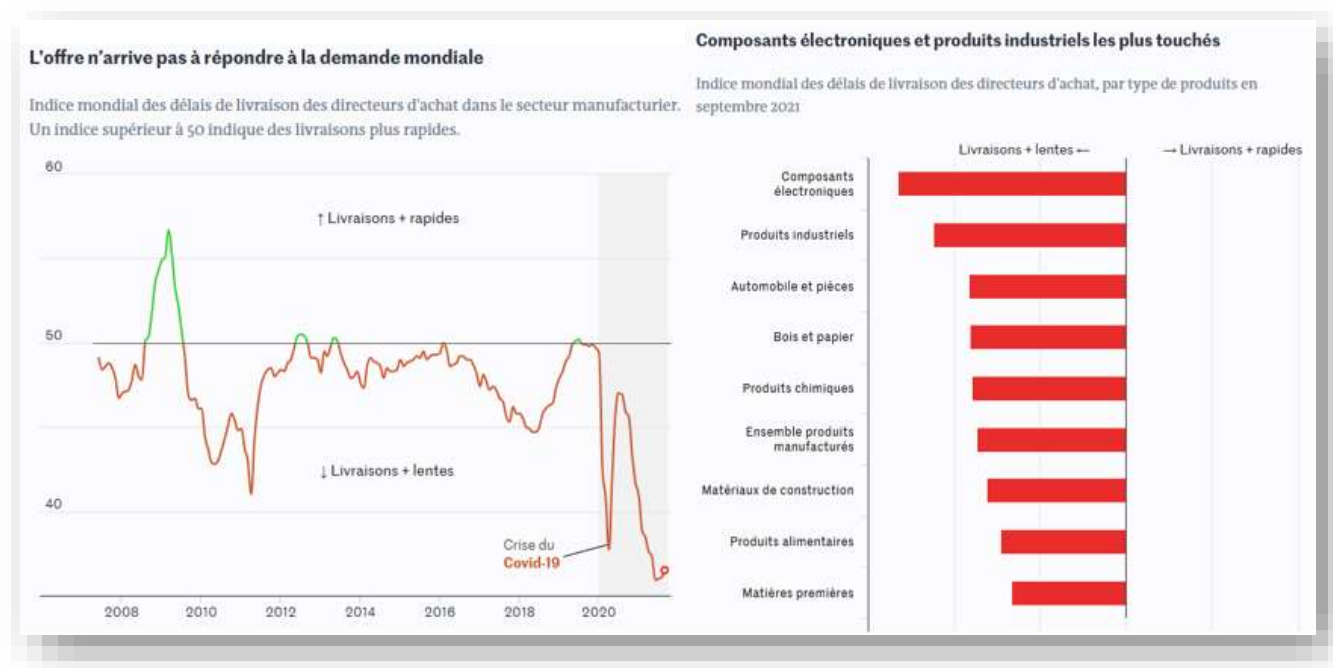 L'offre n'arrive pas à répondre à la demande mondiale
Indice mondial des délais de livraison des directeurs d'achat dans le secteur manufacturier.
Un indice supérieur à 50 indique des livraisons plus rapides.
60
↑ Livraisons + rapides
50
↓ Livraisons + lentes
40
Crise du
Covid-19
2008 2010 2012 2014 2016 2018 2020
Composants électroniques et produits industriels les plus touchés
Indice mondial des délais de livraison des directeurs d'achat, par type de produits en
septembre 2021
Livraisons + lentes ← → Livraisons + rapides
Composants
électroniques
Produits industriels
Automobile et pièces
Bois et papier
Produits chimiques
Ensemble produits
manufacturés
Matériaux de construction
Produits alimentaires
Matières premières